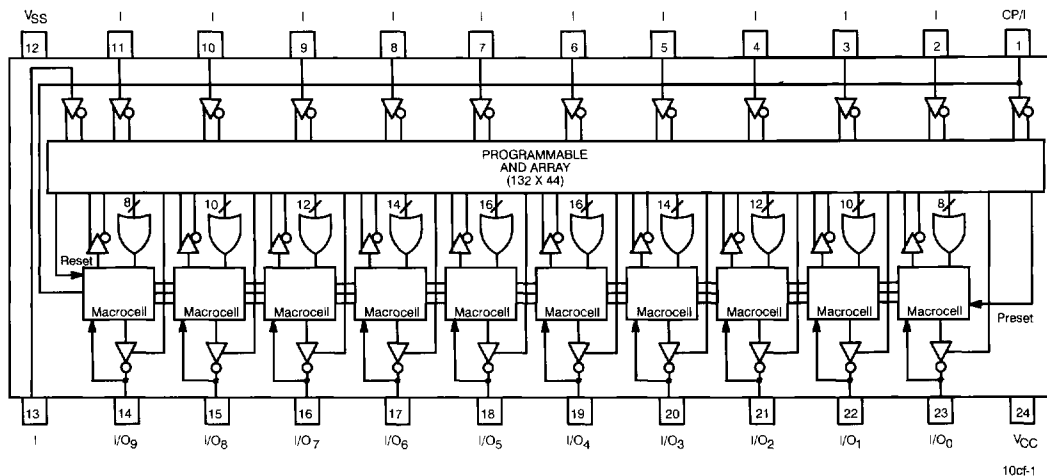 VSS I I I I I I I I I I CP/I
12 11 10 9 8 7 6 5 4 3 2 1
PROGRAMMABLE
AND ARRAY
(132 X 44)
8 10 12 14 16 16 14 12 10 8
Reset
Macrocell Macrocell Macrocell Macrocell Macrocell Macrocell Macrocell Macrocell Macrocell Macrocell
Preset
13 14 15 16 17 18 19 20 21 22 23 24
I I/O9 I/O8 I/O7 I/O6 I/O5 I/O4 I/O3 I/O2 I/O1 I/O0 VCC
10cf-1